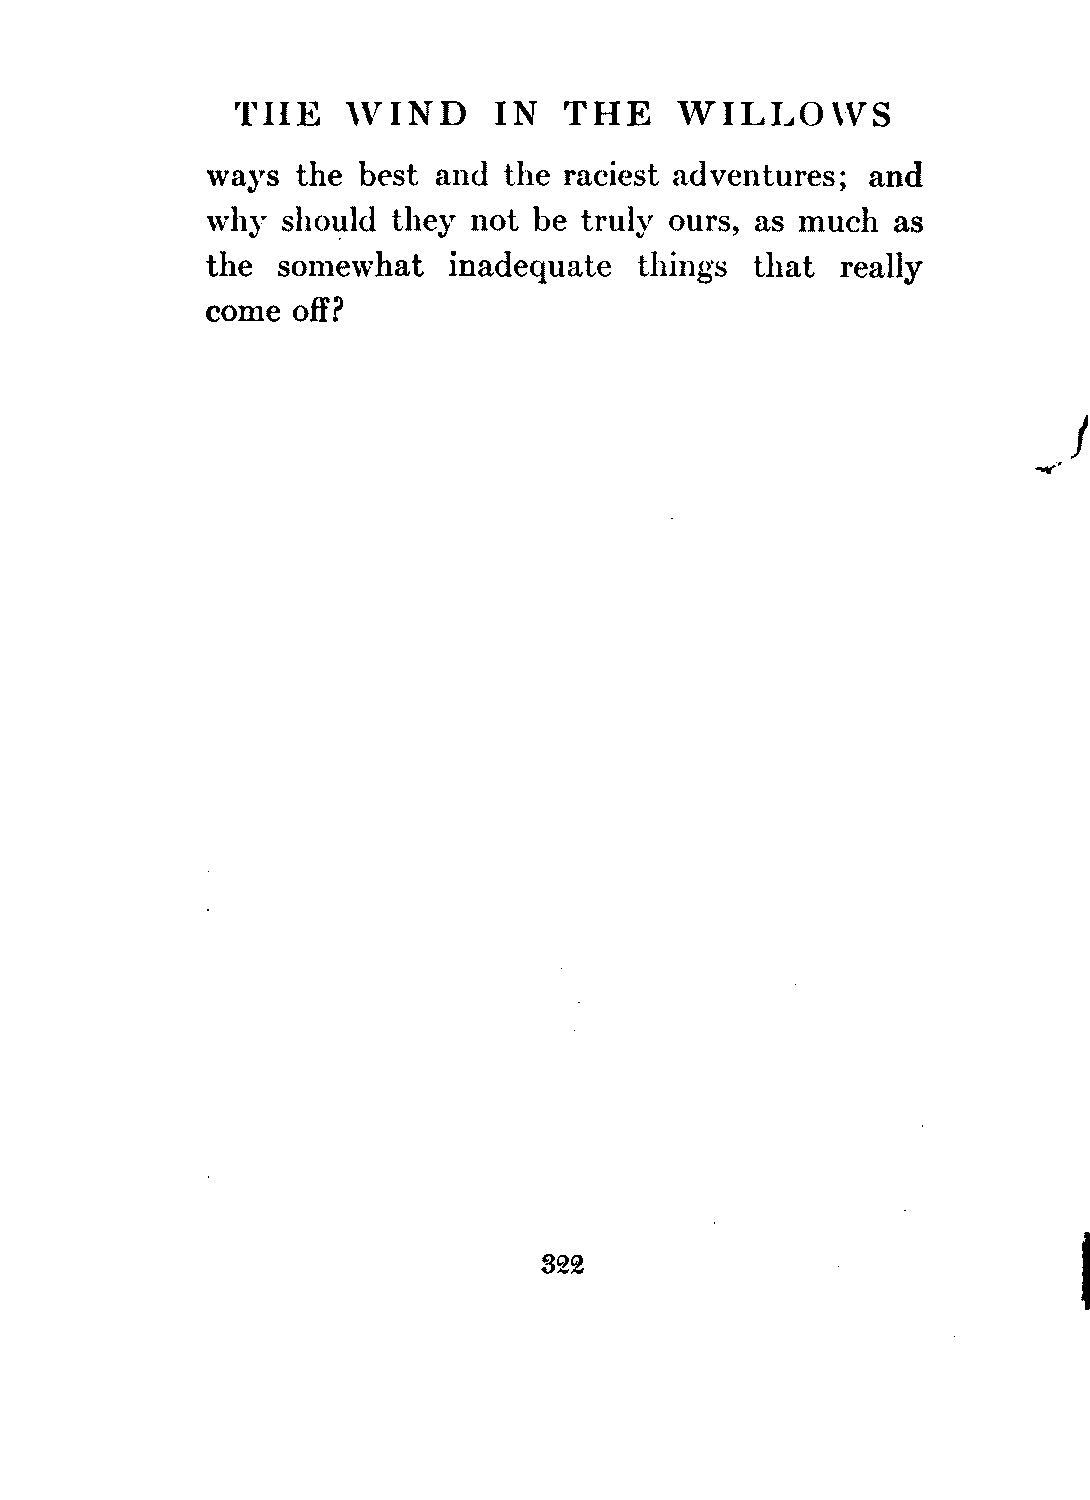 THE WIND IN THE WILLOWS
ways the best and the raciest adventures; and
why should they not be truly ours, as much as
the somewhat inadequate things that really
come off?
322